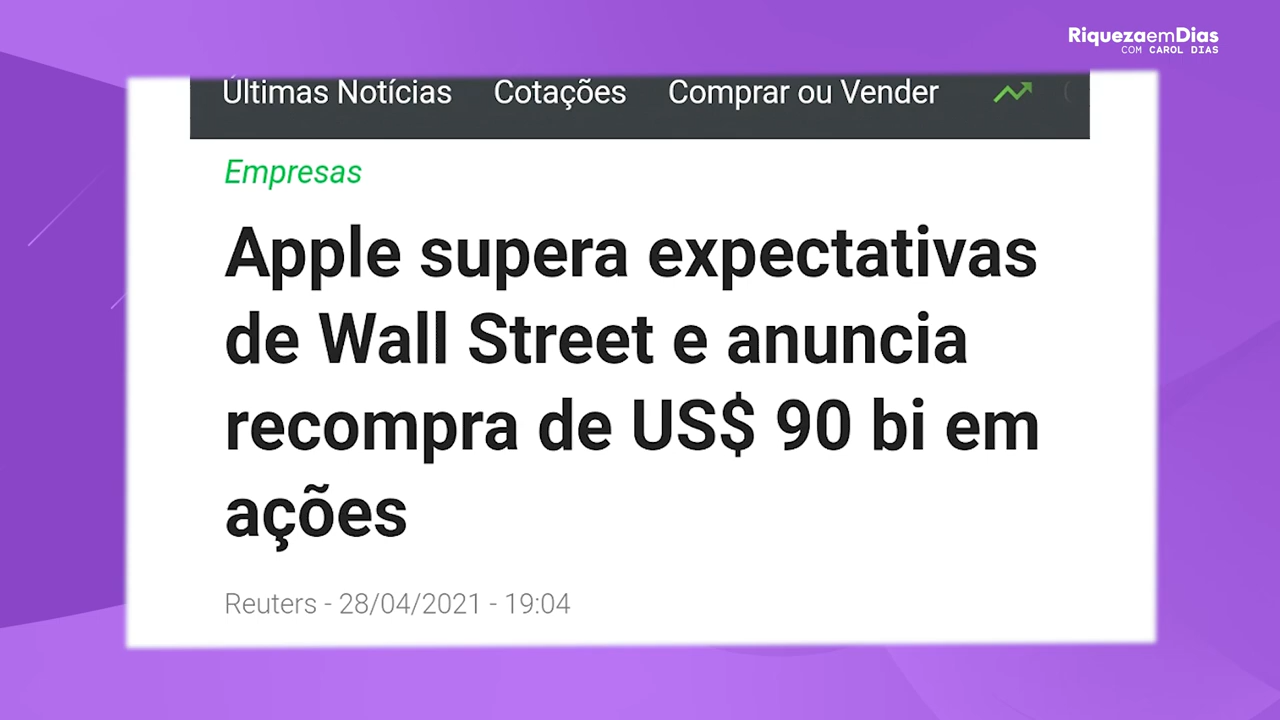 RiquezaemDias
COM CAROL DIAS
Últimas Notícias Cotações Comprar ou Vender
Empresas
Apple supera expectativas
de Wall Street e anuncia
recompra de US$ 90 bi em
ações
Reuters - 28/04/2021 - 19:04